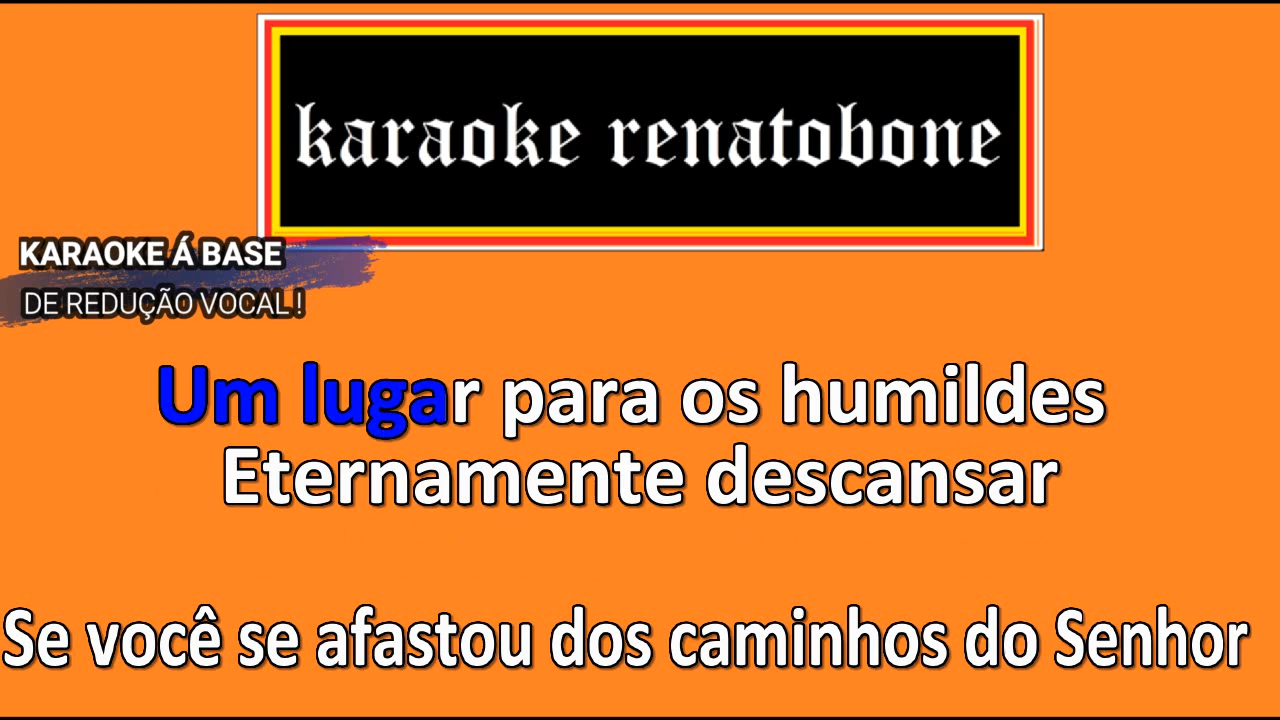 karaoke renatobone
KARAOKE Á BASE
DE REDUÇÃO VOCAL !
Um lugar para os humildes
Eternamente descansar
Se você se afastou dos caminhos do Senhor